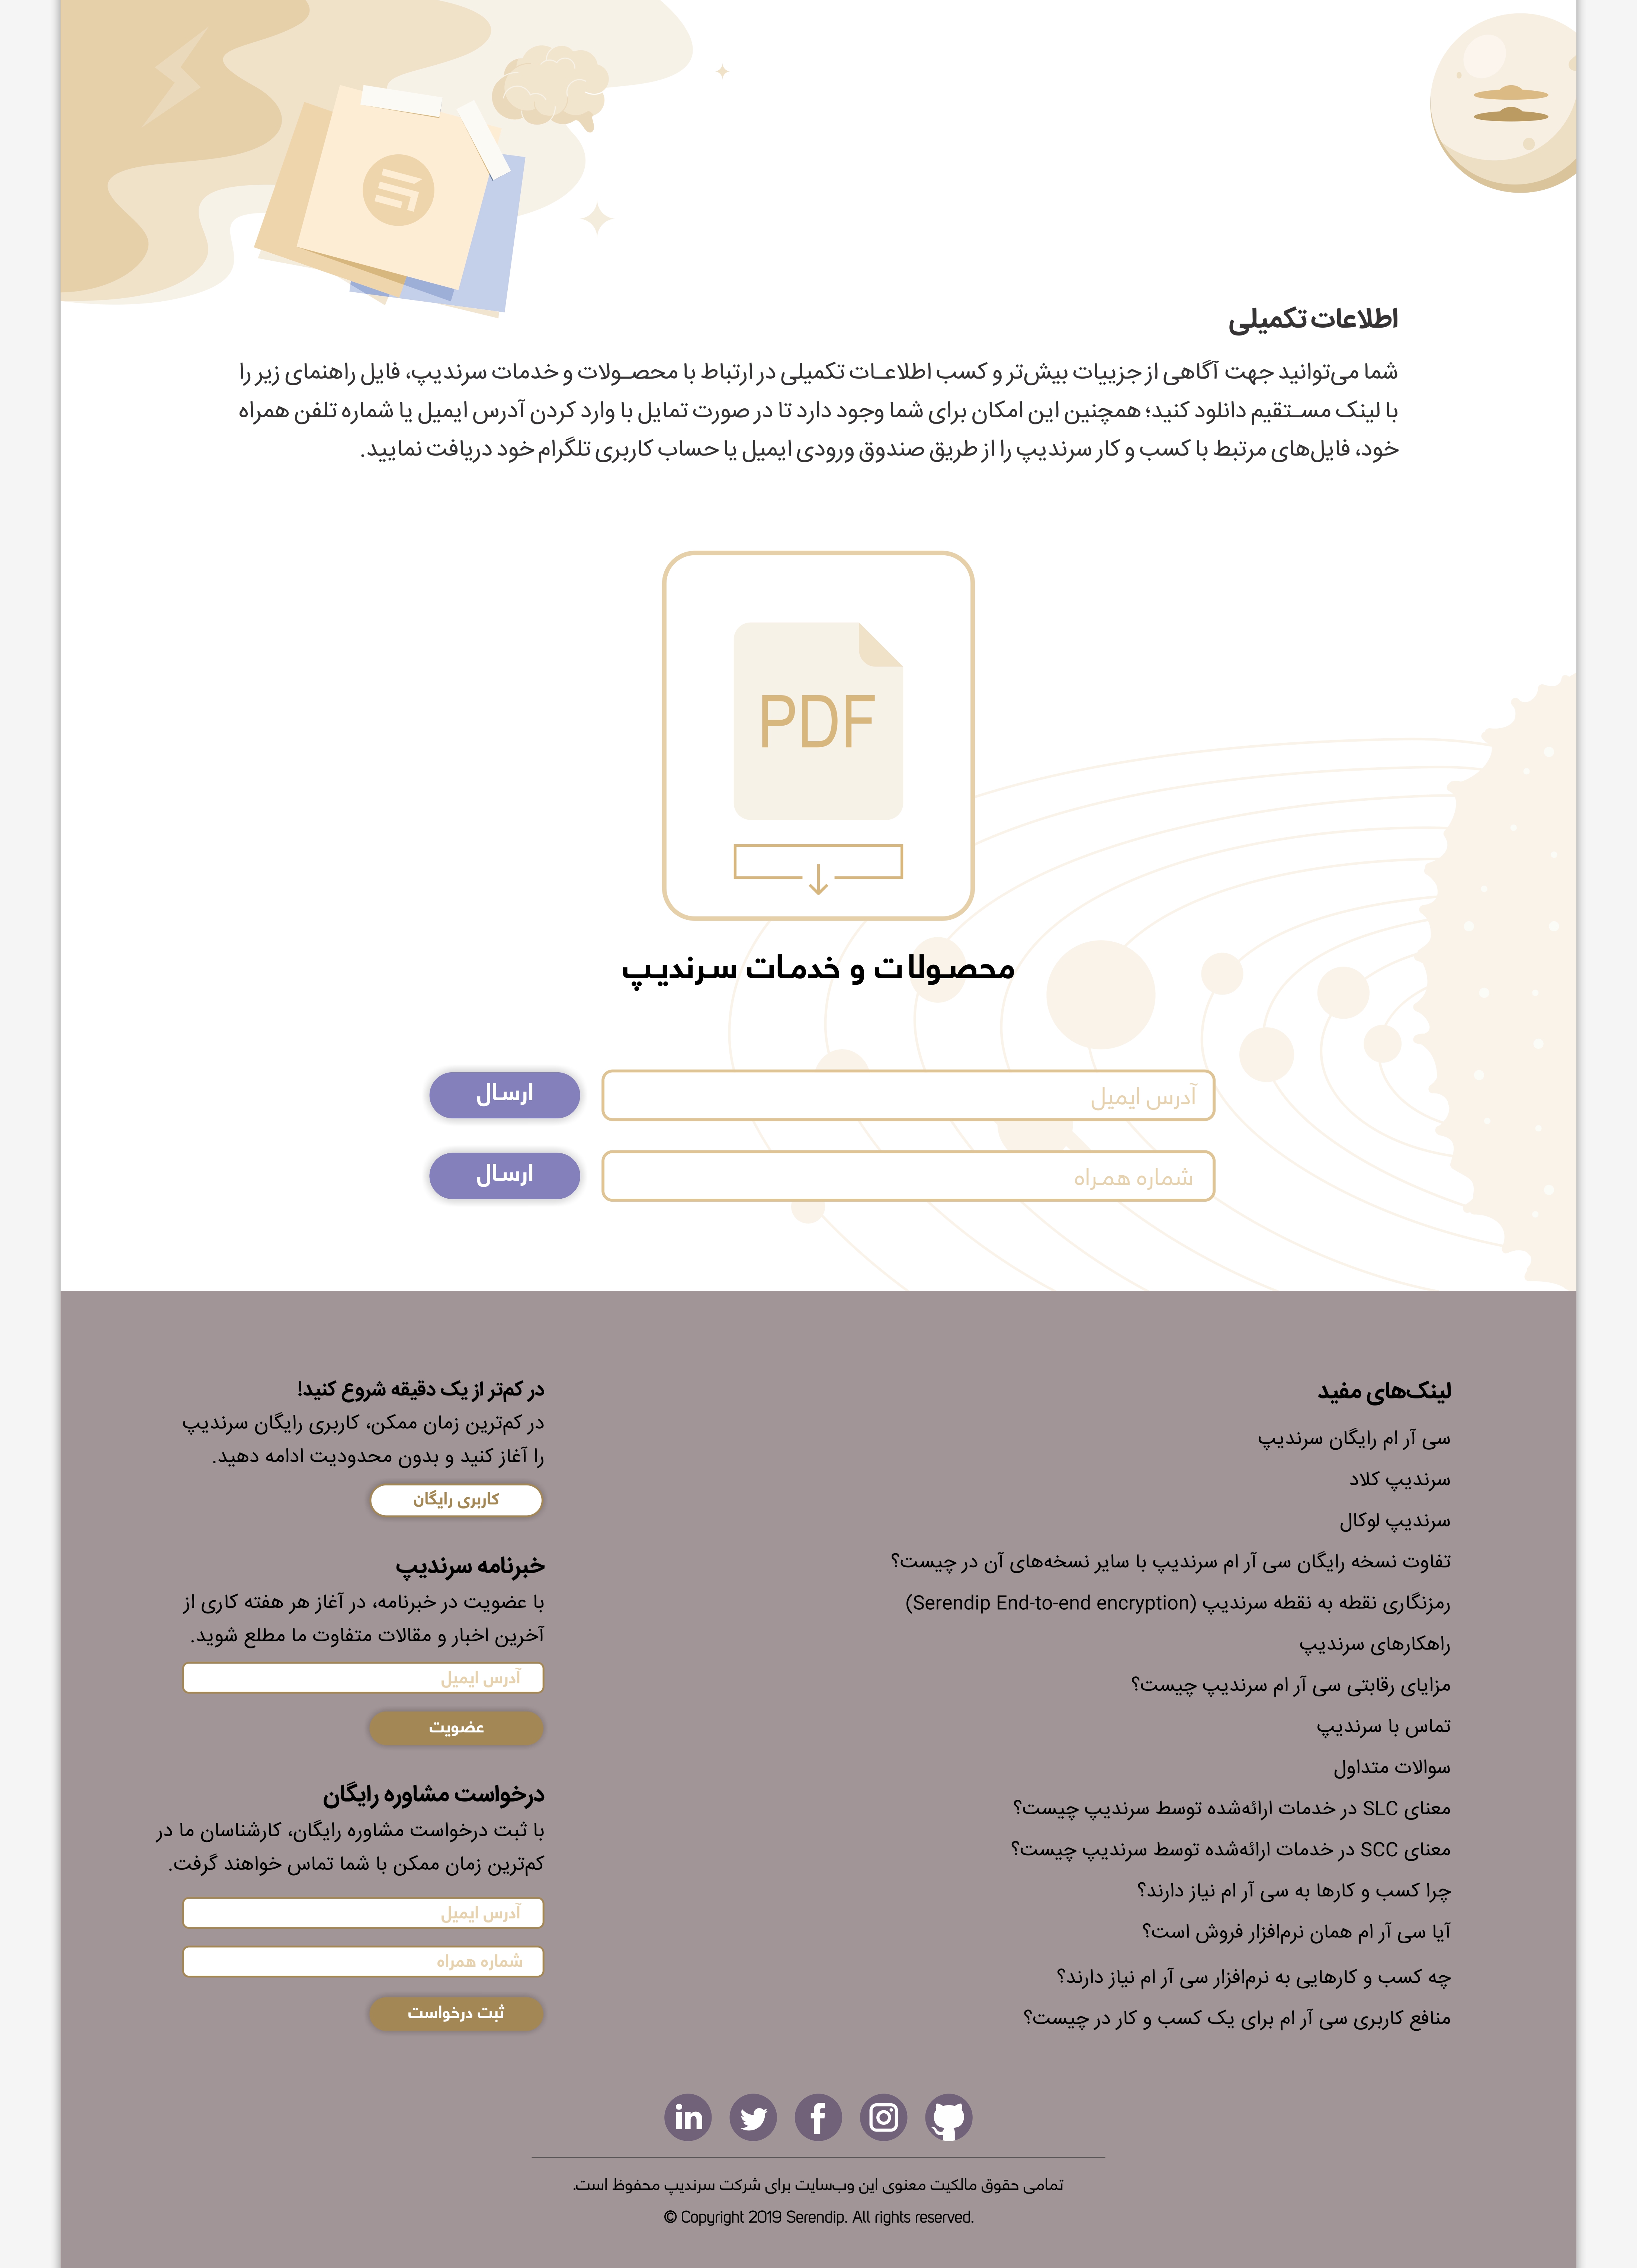 اطلاعات تکمیلی
شما می‌توانید جهت آگاهی از جزییات بیش‌تر و کسب اطلاعـات تکمیلی در ارتباط با محصـولات و خدمات سرندیپ، فایل راهنمای زیر را
با لینک مسـتقیم دانلود کنید؛ همچنین این امکان برای شما وجود دارد تا در صورت تمایل با وارد کردن آدرس ایمیل یا شماره تلفن همراه
خود، فایل‌های مرتبط با کسب و کار سرندیپ را از طریق صندوق ورودی ایمیل یا حساب کاربری تلگرام خود دریافت نمایید.
PDF
محصـولات و خدمـات سـرندیـپ
آدرس ایمیل
ارسـال
شماره همـراه
ارسـال
لینک‌های مفید
سی آر ام رایگان سرندیپ
سرندیپ کلاد
سرندیپ لوکال
تفاوت نسخه رایگان سی آر ام سرندیپ با سایر نسخه‌های آن در چیست؟
رمزنگاری نقطه به نقطه سرندیپ (Serendip End-to-end encryption)
راهکارهای سرندیپ
مزایای رقابتی سی آر ام سرندیپ چیست؟
تماس با سرندیپ
سوالات متداول
معنای SLC در خدمات ارائه‌شده توسط سرندیپ چیست؟
معنای SCC در خدمات ارائه‌شده توسط سرندیپ چیست؟
چرا کسب و کارها به سی آر ام نیاز دارند؟
آیا سی آر ام همان نرم‌افزار فروش است؟
چه کسب و کارهایی به نرم‌افزار سی آر ام نیاز دارند؟
منافع کاربری سی آر ام برای یک کسب و کار در چیست؟
در کم‌تر از یک دقیقه شروع کنید!
در کم‌ترین زمان ممکن، کاربری رایگان سرندیپ
را آغاز کنید و بدون محدودیت ادامه دهید.
کاربری رایگان
خبرنامه سرندیپ
با عضویت در خبرنامه، در آغاز هر هفته کاری از
آخرین اخبار و مقالات متفاوت ما مطلع شوید.
آدرس ایمیل
عضویت
درخواست مشاوره رایگان
با ثبت درخواست مشاوره رایگان، کارشناسان ما در
کم‌ترین زمان ممکن با شما تماس خواهند گرفت.
آدرس ایمیل
شماره همراه
ثبت درخواست
in
f
تمامی حقوق مالکیت معنوی این وب‌سایت برای شرکت سرندیپ محفوظ است.
© Copyright 2019 Serendip. All rights reserved.